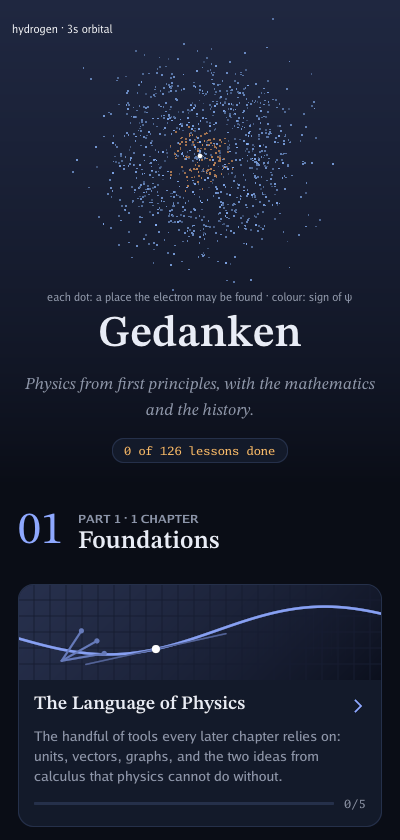 hydrogen · 3s orbital
each dot: a place the electron may be found · colour: sign of ψ
Gedanken
Physics from first principles, with the mathematics
and the history.
0 of 126 lessons done
01
PART 1 · 1 CHAPTER
Foundations
The Language of Physics
The handful of tools every later chapter relies on:
units, vectors, graphs, and the two ideas from
calculus that physics cannot do without.
0/5